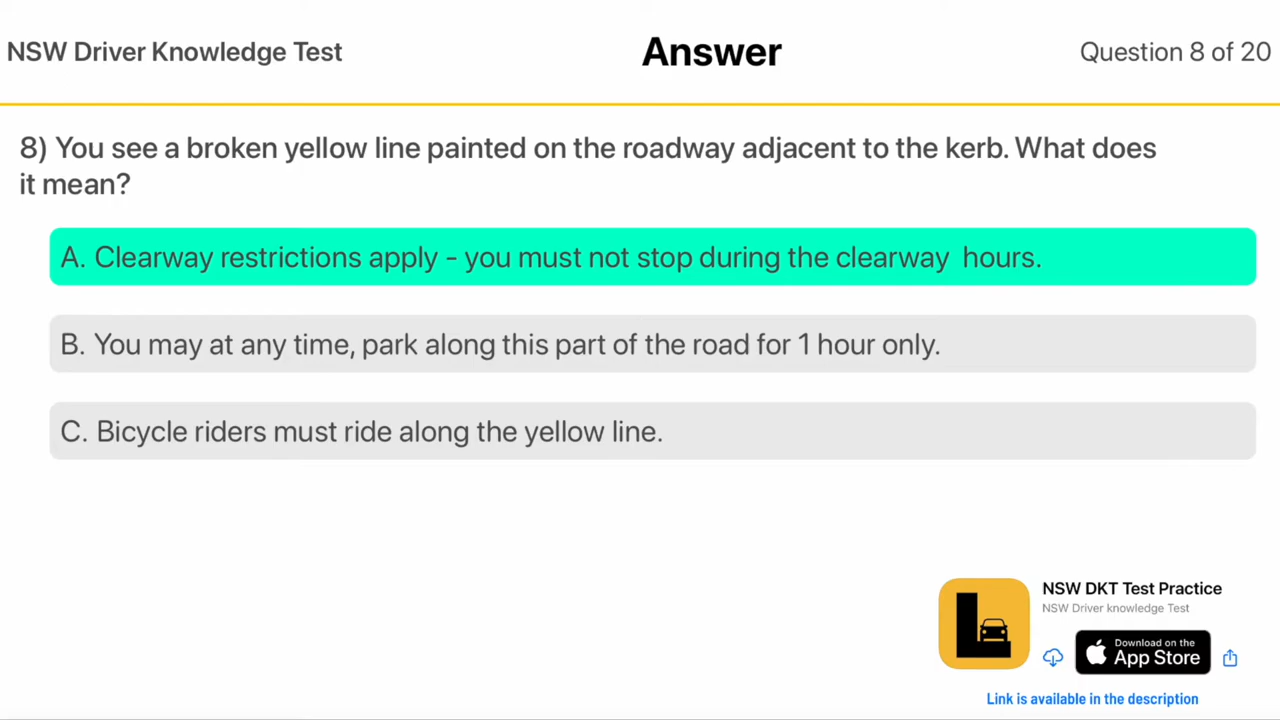 NSW Driver Knowledge Test
Answer
Question 8 of 20
8) You see a broken yellow line painted on the roadway adjacent to the kerb. What does
it mean?
A. Clearway restrictions apply - you must not stop during the clearway  hours.
B. You may at any time, park along this part of the road for 1 hour only.
C. Bicycle riders must ride along the yellow line.
NSW DKT Test Practice
NSW Driver knowledge Test
Download on the
App Store
Link is available in the description